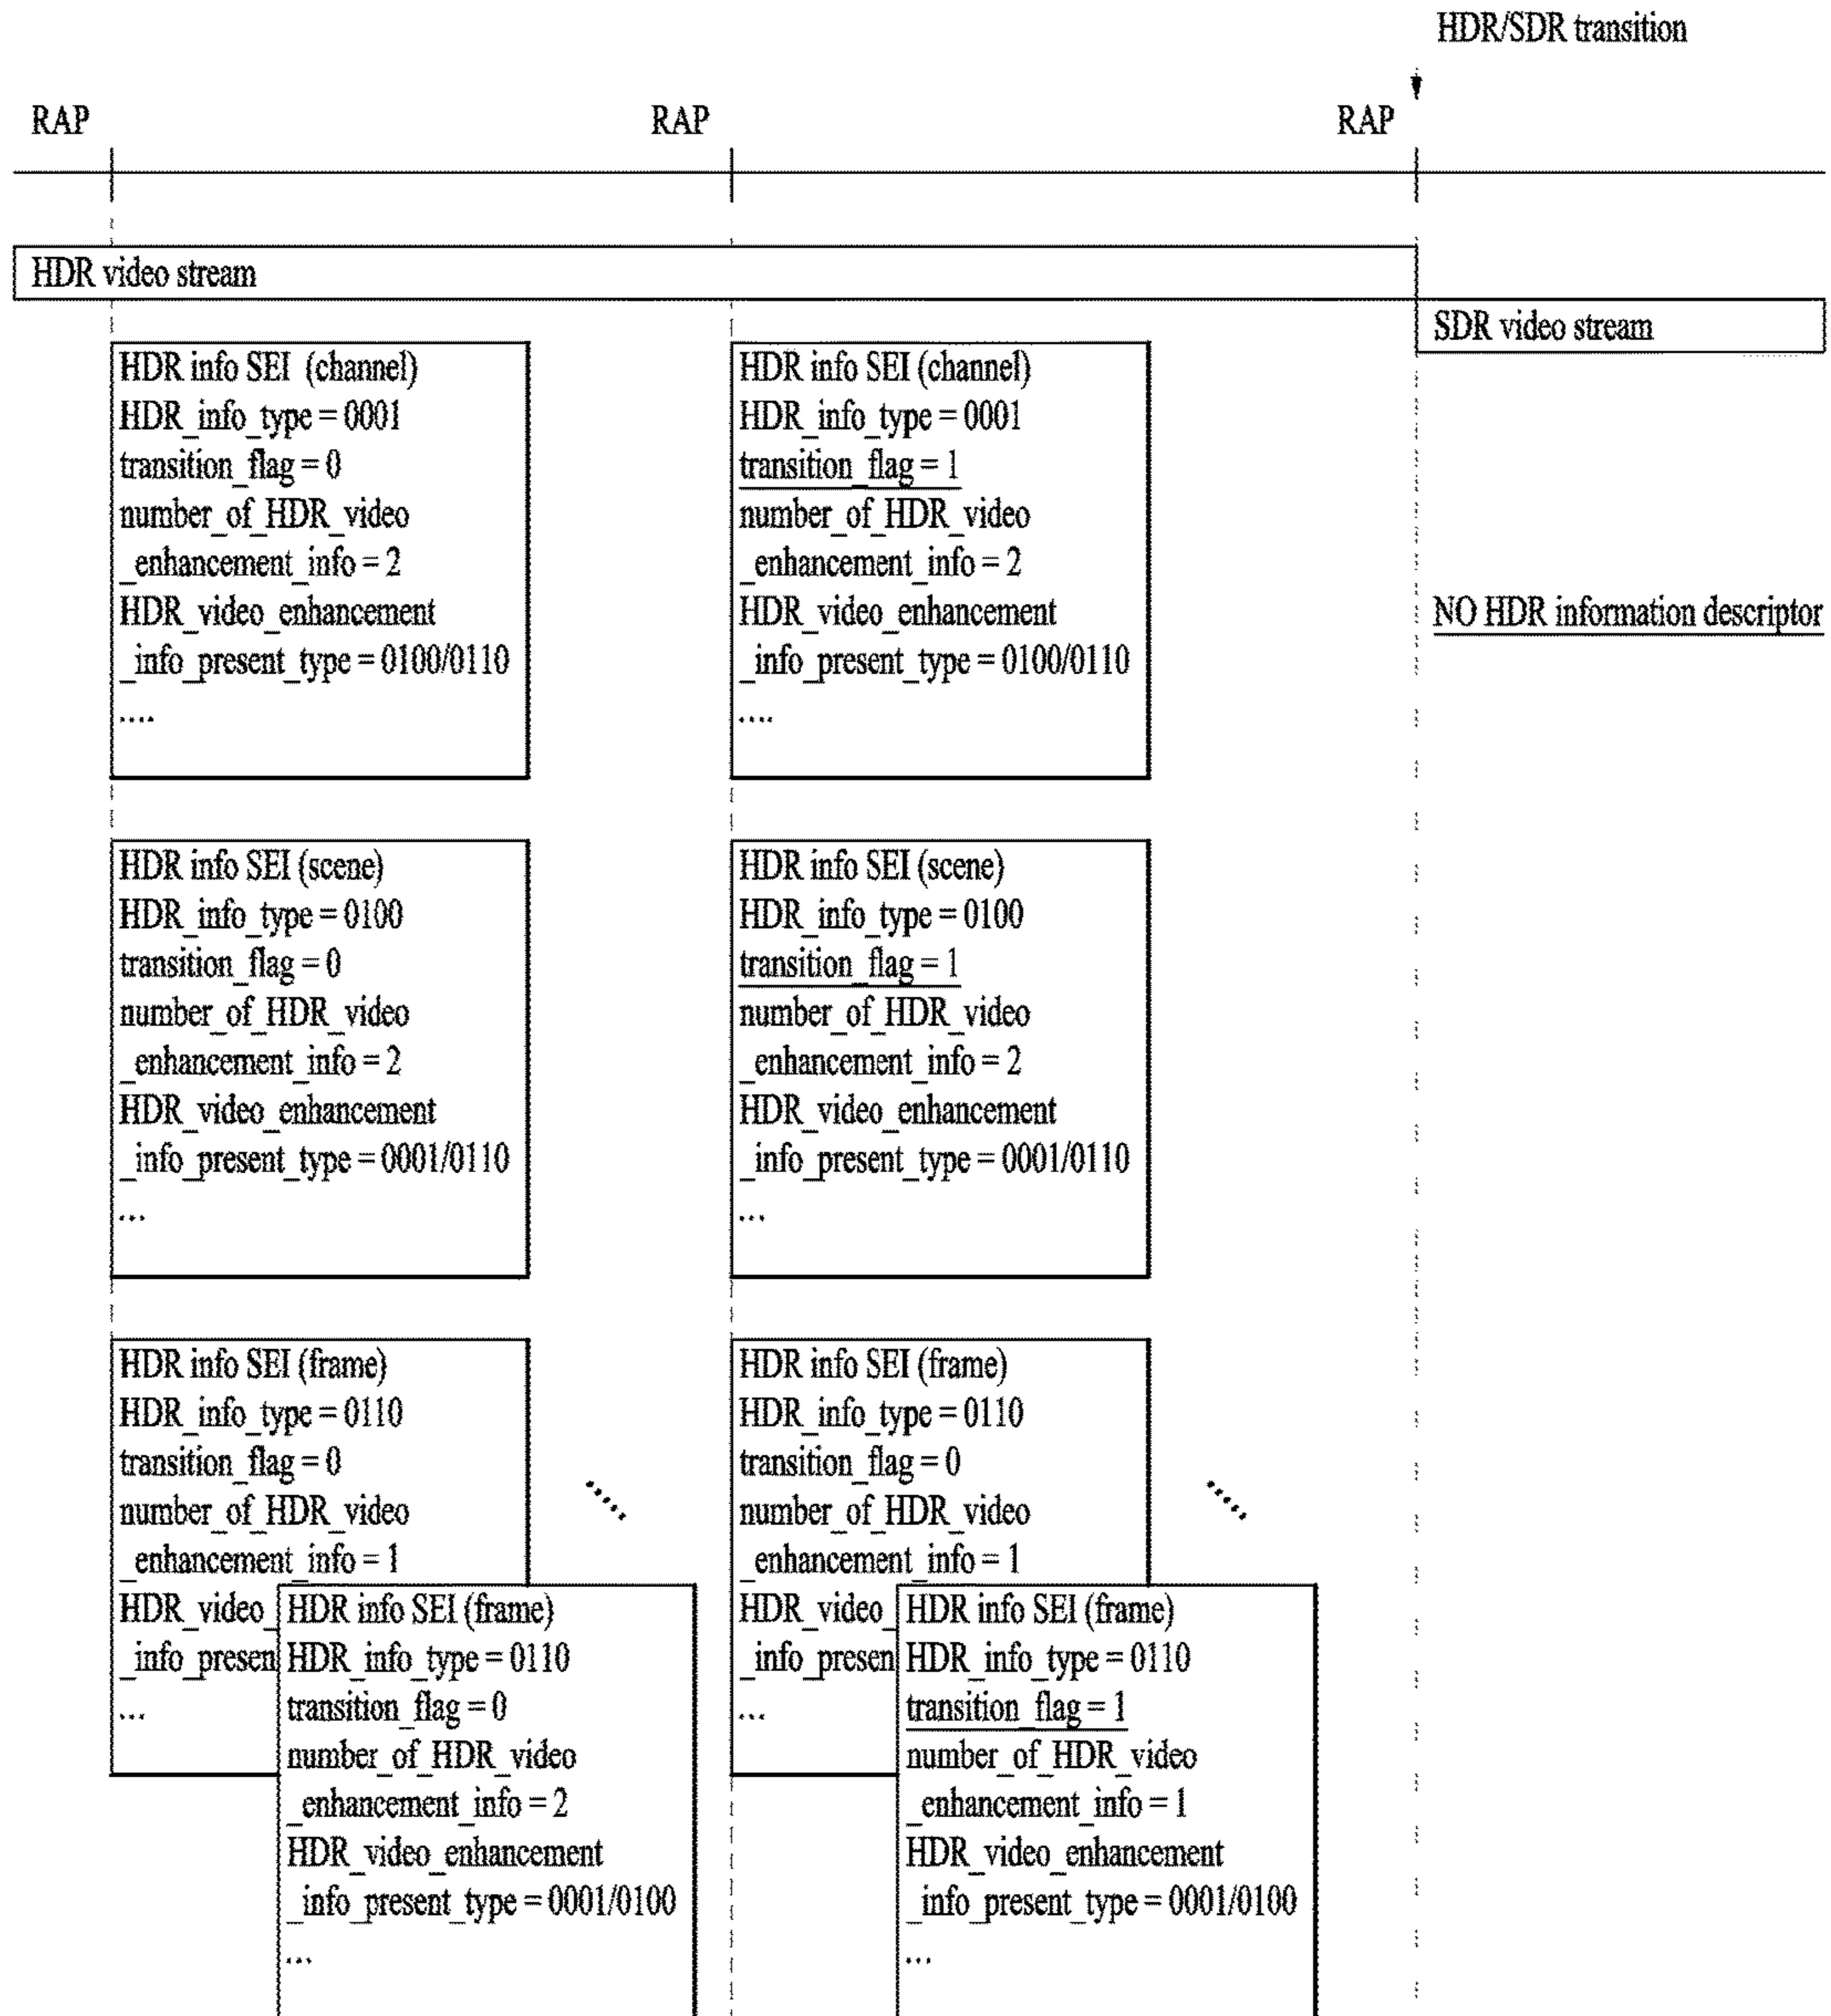 HDR/SDR transition
RAP
RAP
RAP
HDR video stream
SDR video stream
HDR info SEI (channel)
HDR_info_type = 0001
transition_flag = 0
number_of_HDR_video
_enhancement_info = 2
HDR_video_enhancement
_info_present_type = 0100/0110
....
HDR info SEI (channel)
HDR_info_type = 0001
transition_flag = 1
number_of_HDR_video
_enhancement_info = 2
HDR_video_enhancement
_info_present_type = 0100/0110
....
NO HDR information descriptor
HDR info SEI (scene)
HDR_info_type = 0100
transition_flag = 0
number_of_HDR_video
_enhancement_info = 2
HDR_video_enhancement
_info_present_type = 0001/0110
...
HDR info SEI (scene)
HDR_info_type = 0100
transition_flag = 1
number_of_HDR_video
_enhancement_info = 2
HDR_video_enhancement
_info_present_type = 0001/0110
...
HDR info SEI (frame)
HDR_info_type = 0110
transition_flag = 0
number_of_HDR_video
_enhancement_info = 1
HDR_video_
_info_presen
...
HDR info SEI (frame)
HDR_info_type = 0110
transition_flag = 0
number_of_HDR_video
_enhancement_info = 2
HDR_video_enhancement
_info_present_type = 0001/0100
...
HDR info SEI (frame)
HDR_info_type = 0110
transition_flag = 0
number_of_HDR_video
_enhancement_info = 1
HDR_video_
_info_presen
...
HDR info SEI (frame)
HDR_info_type = 0110
transition_flag = 1
number_of_HDR_video
_enhancement_info = 1
HDR_video_enhancement
_info_present_type = 0001/0100
...